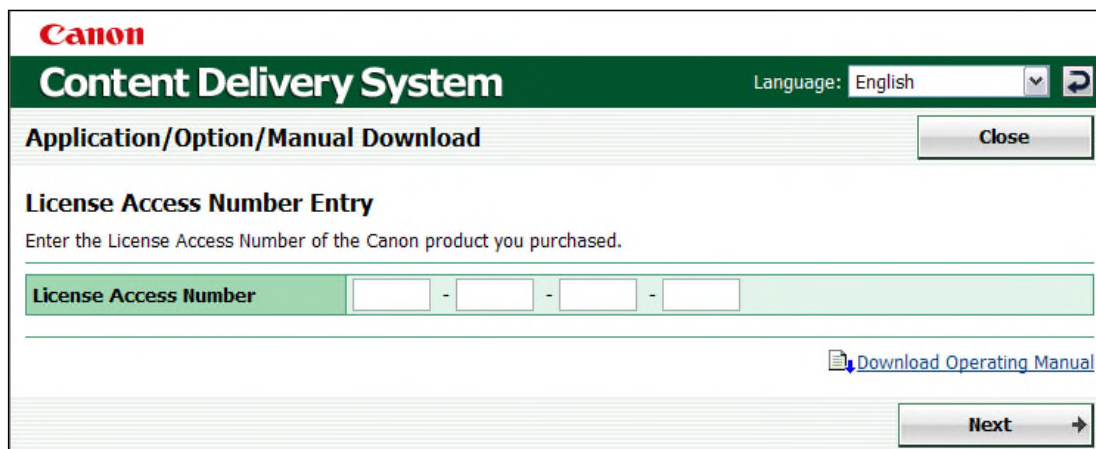 Canon
Content Delivery System
Language: English
Application/Option/Manual Download
Close
License Access Number Entry
Enter the License Access Number of the Canon product you purchased.
License Access Number - - -
Download Operating Manual
Next